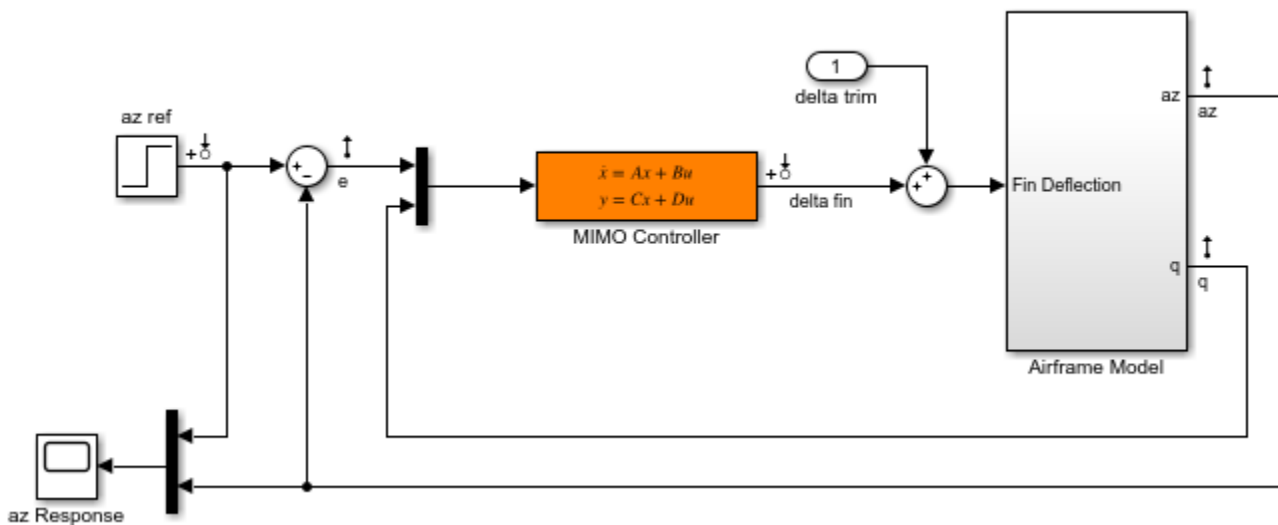 az ref
+
+
−
e
ẋ = Ax + Bu
y = Cx + Du
MIMO Controller
+
delta fin
1
delta trim
+
+
Fin Deflection
az
az
q
q
Airframe Model
az Response